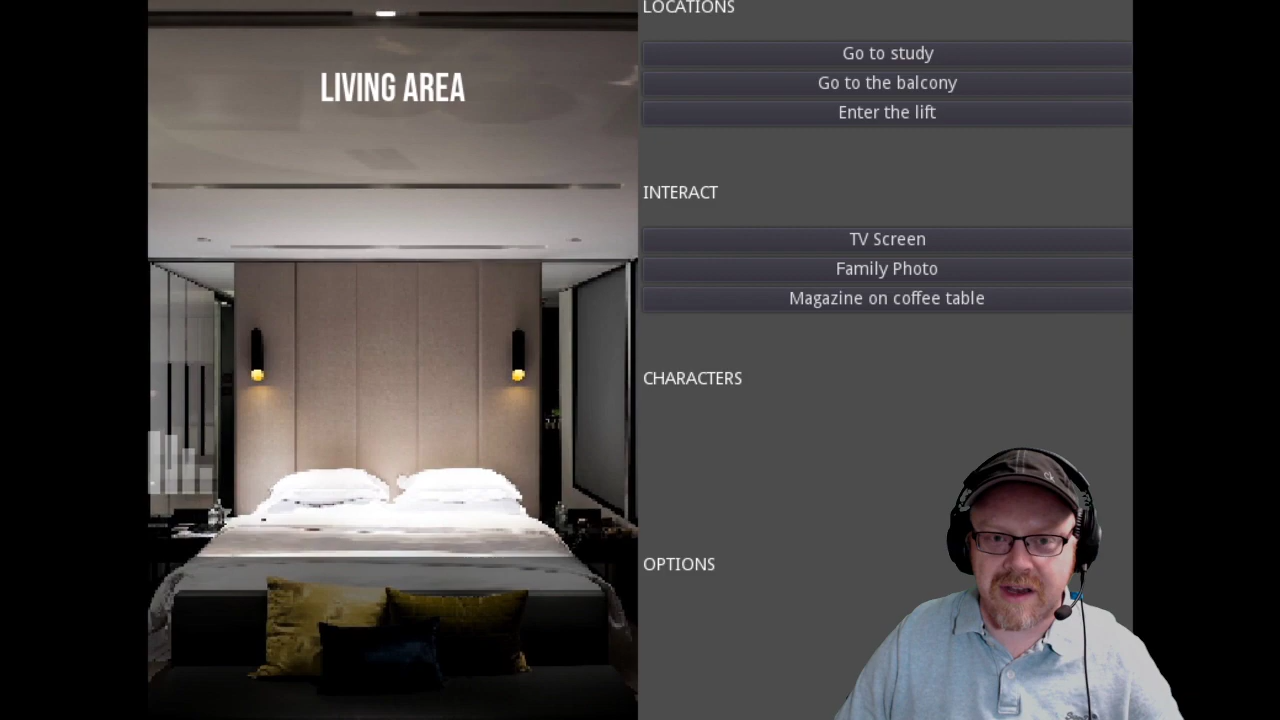 LIVING AREA
LOCATIONS
Go to study
Go to the balcony
Enter the lift
INTERACT
TV Screen
Family Photo
Magazine on coffee table
CHARACTERS
OPTIONS